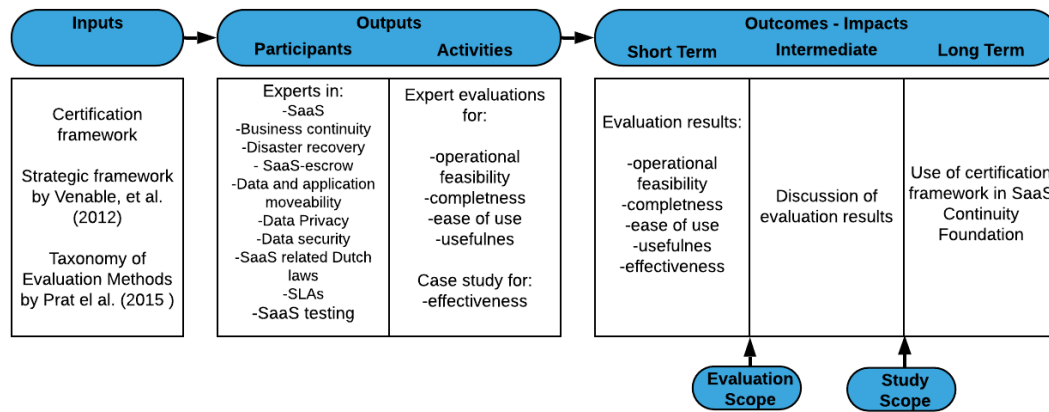 Inputs
Outputs
Participants
Activities
Outcomes - Impacts
Short Term
Intermediate
Long Term
Certification
framework
Strategic framework
by Venable, et al.
(2012)
Taxonomy of
Evaluation Methods
by Prat el al. (2015 )
Experts in:
-SaaS
-Business continuity
-Disaster recovery
- SaaS-escrow
-Data and application
moveability
-Data Privacy
-Data security
-SaaS related Dutch
laws
-SLAs
-SaaS testing
Expert evaluations
for:
-operational
feasibility
-completness
-ease of use
-usefulnes
Case study for:
-effectiveness
Evaluation results:
-operational
feasibility
-completness
-ease of use
-usefulnes
-effectiveness
Discussion of
evaluation results
Use of certification
framework in SaaS
Continuity
Foundation
Evaluation
Scope
Study
Scope